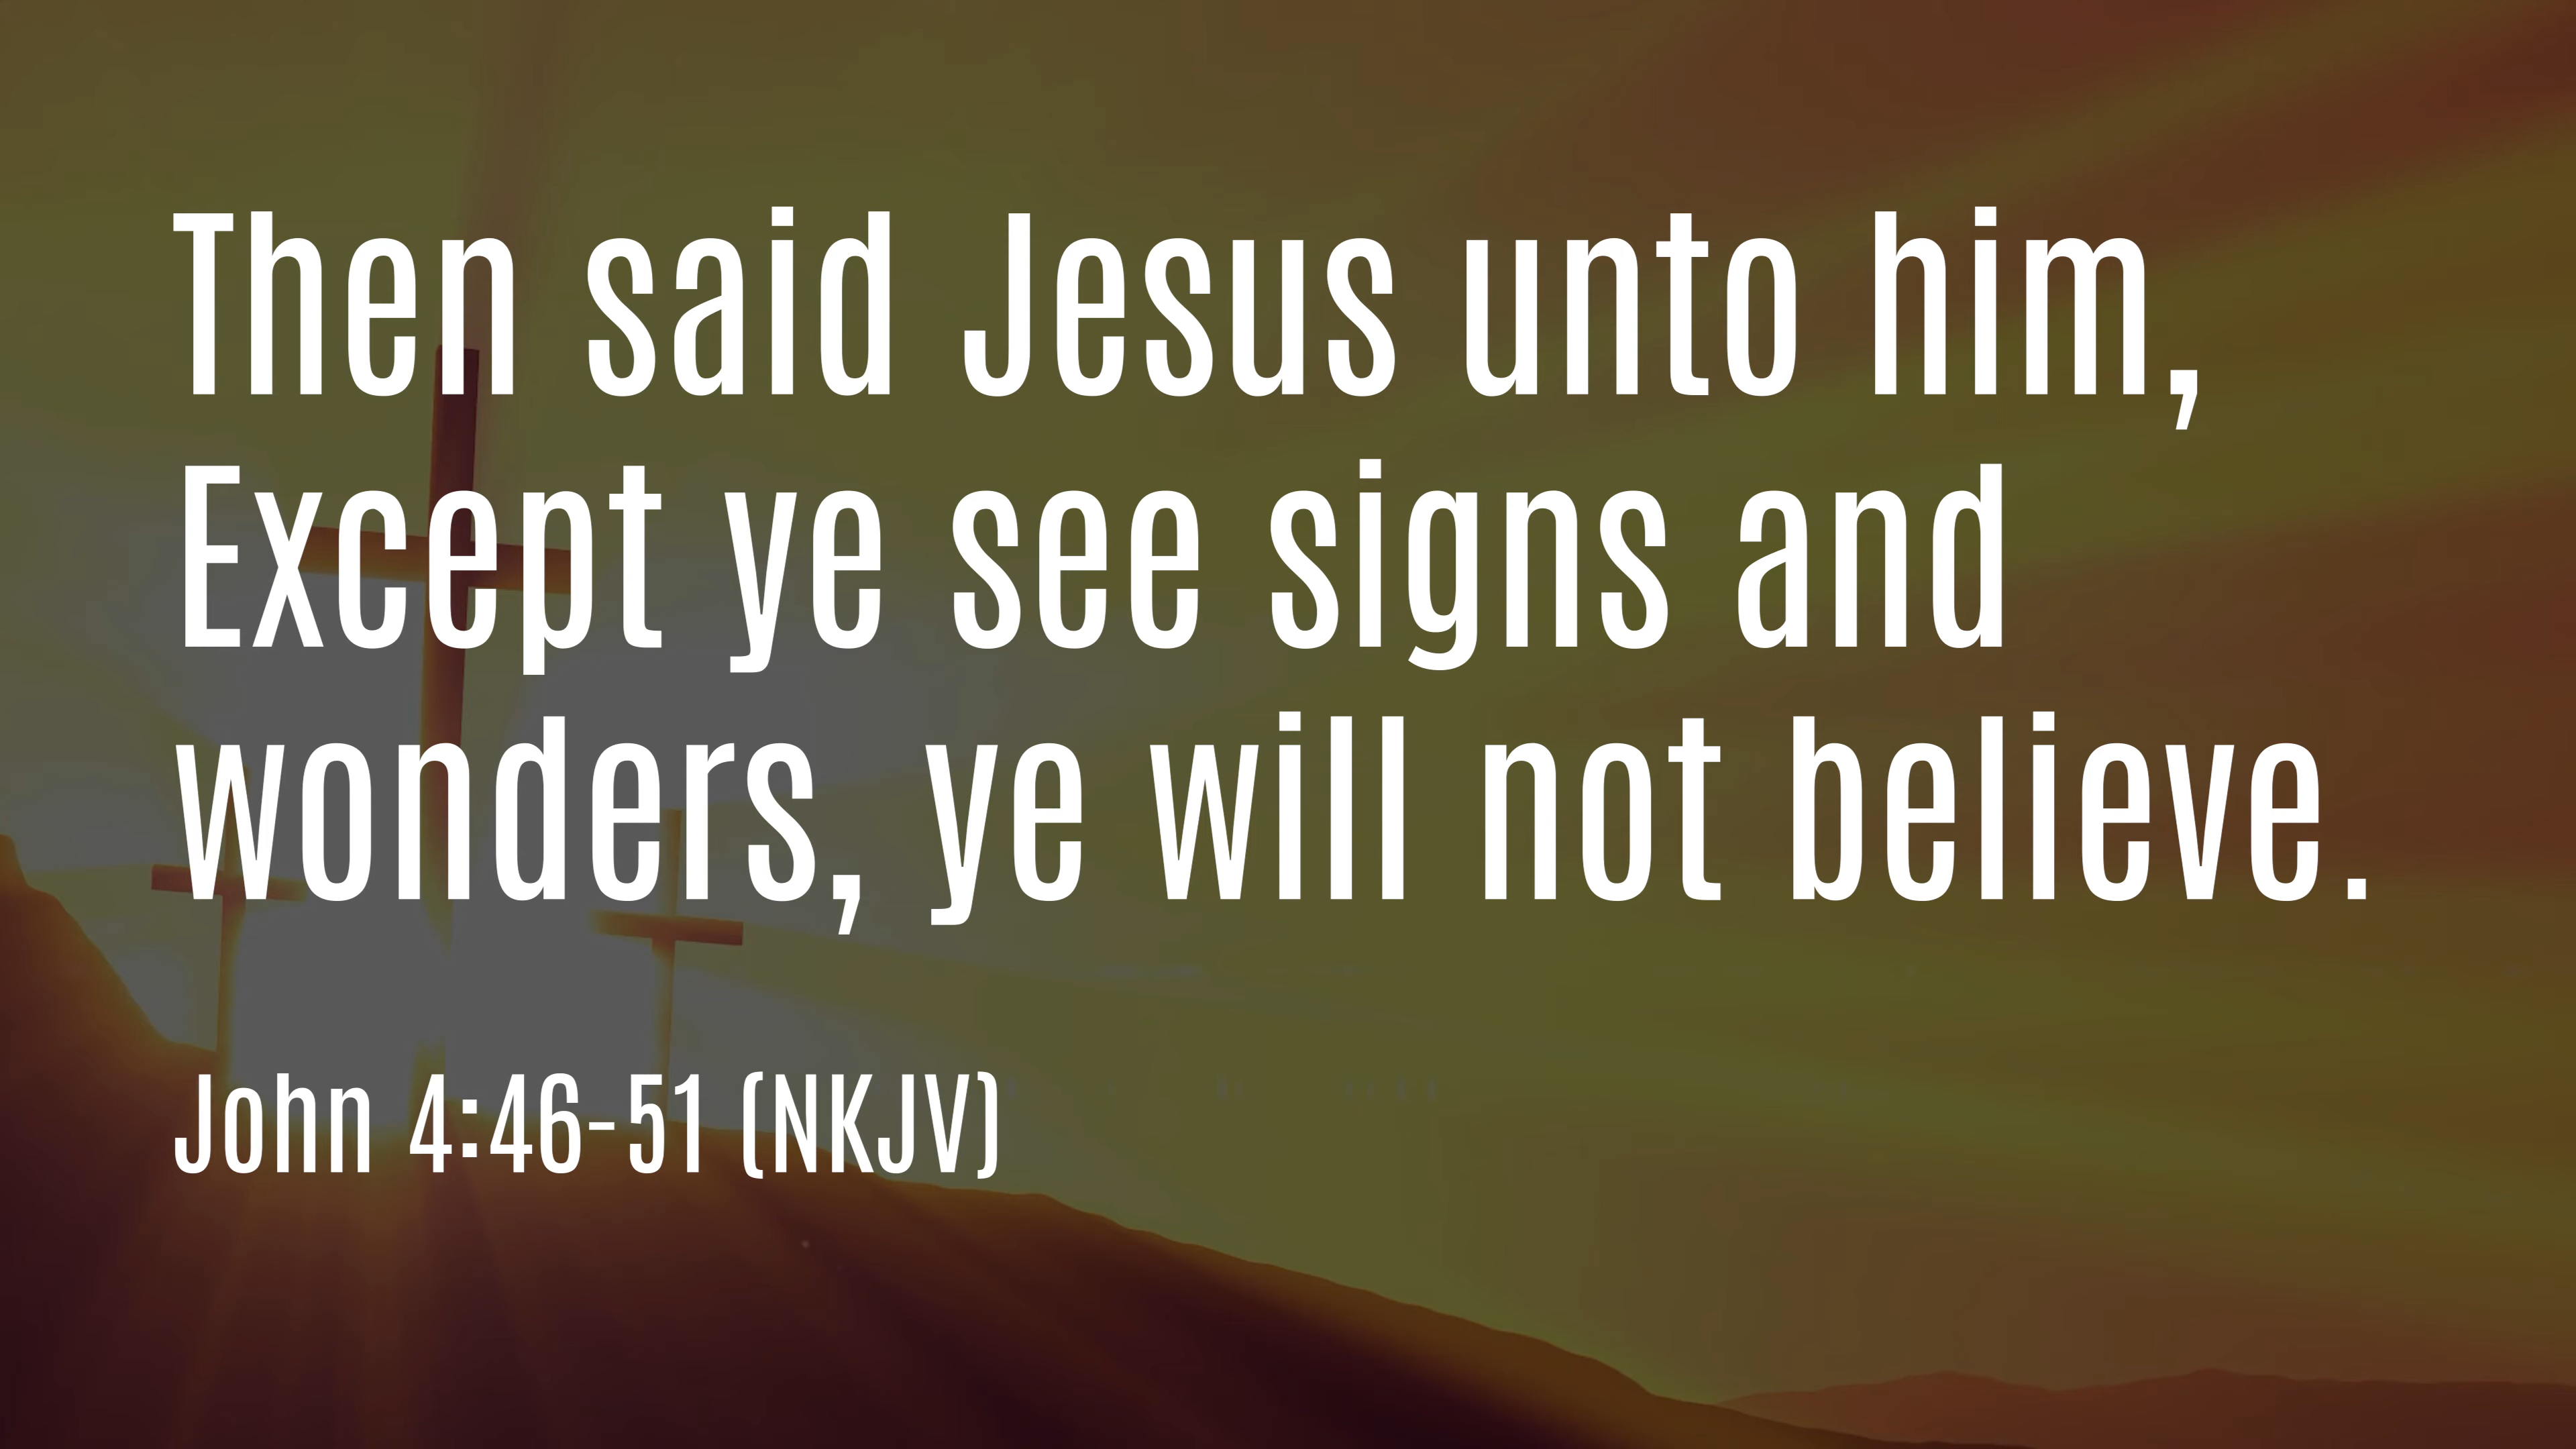 Then said Jesus unto him,
Except ye see signs and
wonders, ye will not believe.
John 4:46-51 (NKJV)